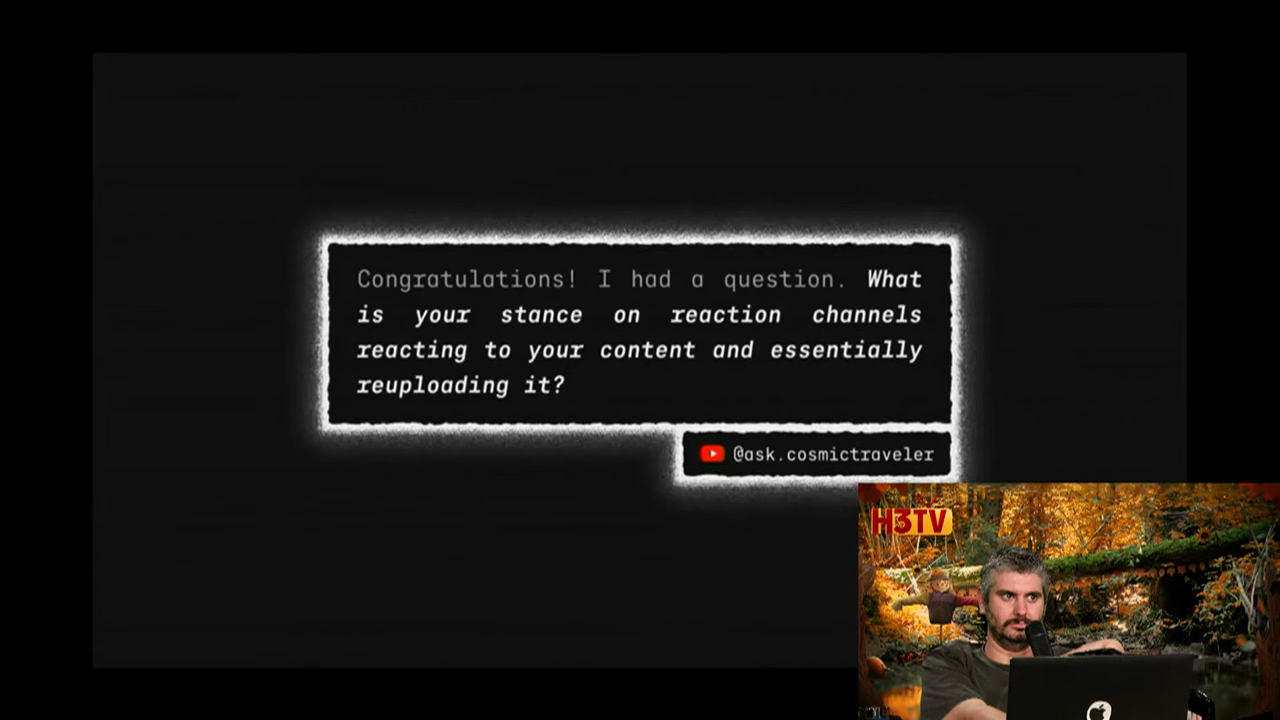 Congratulations! I had a question. What
is your stance on reaction channels
reacting to your content and essentially
reuploading it?
@ask.cosmictraveler
H3TV